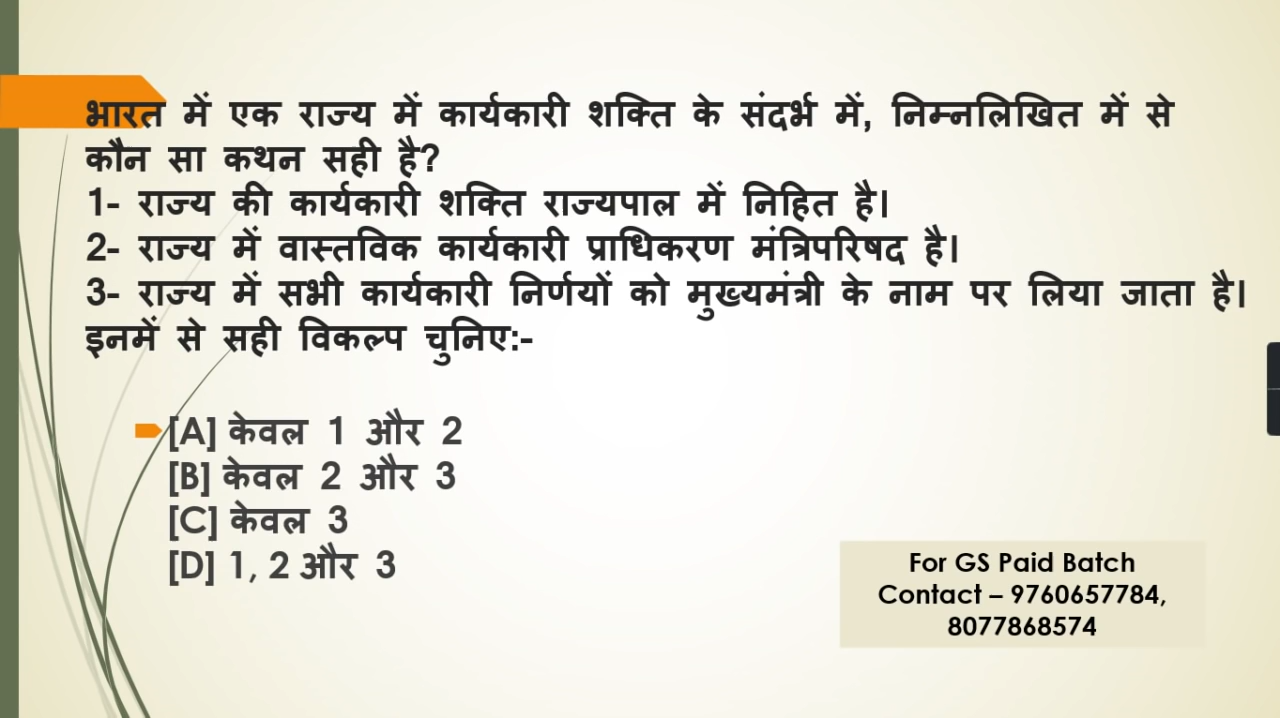 भारत में एक राज्य में कार्यकारी शक्ति के संदर्भ में, निम्नलिखित में से
कौन सा कथन सही है?
1- राज्य की कार्यकारी शक्ति राज्यपाल में निहित है।
2- राज्य में वास्तविक कार्यकारी प्राधिकरण मंत्रिपरिषद है।
3- राज्य में सभी कार्यकारी निर्णयों को मुख्यमंत्री के नाम पर लिया जाता है।
इनमें से सही विकल्प चुनिए:-
[A] केवल 1 और 2
[B] केवल 2 और 3
[C] केवल 3
[D] 1, 2 और 3
For GS Paid Batch
Contact – 9760657784,
8077868574